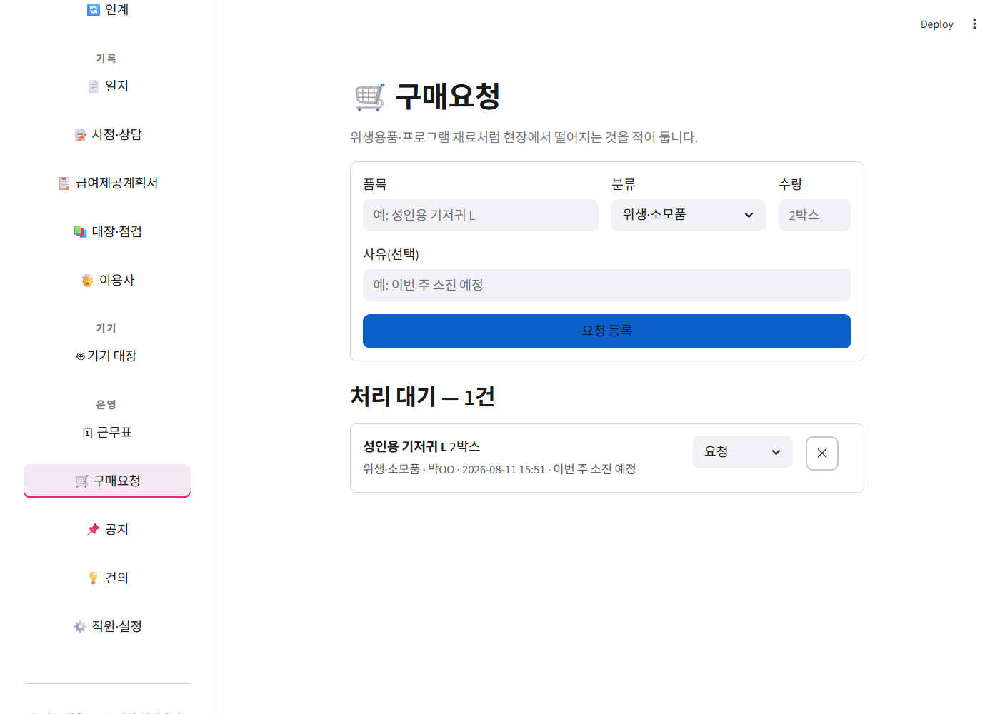 인계
기록
일지
사정·상담
급여제공계획서
대장·점검
이용자
기기
기기 대장
운영
근무표
구매요청
공지
건의
직원·설정
Deploy
구매요청
위생용품·프로그램 재료처럼 현장에서 떨어지는 것을 적어 둡니다.
품목 분류 수량
예: 성인용 기저귀 L 위생·소모품 2박스
사유(선택)
예: 이번 주 소진 예정
요청 등록
처리 대기 — 1건
성인용 기저귀 L 2박스 요청
위생·소모품 · 박OO · 2026-08-11 15:51 · 이번 주 소진 예정